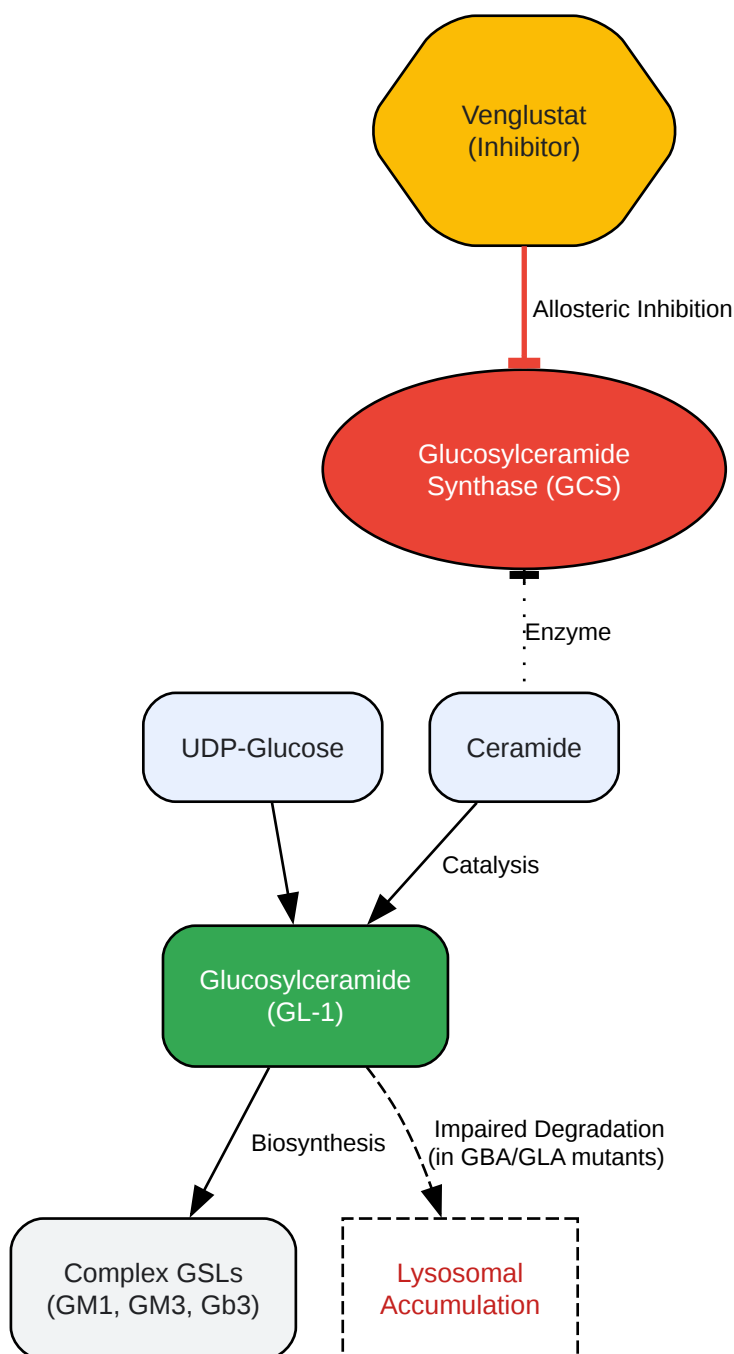 Venglustat
(Inhibitor)
Allosteric Inhibition
Glucosylceramide
Synthase (GCS)
Enzyme
UDP-Glucose
Ceramide
Catalysis
Glucosylceramide
(GL-1)
Biosynthesis
Impaired Degradation
(in GBA/GLA mutants)
Complex GSLs
(GM1, GM3, Gb3)
Lysosomal
Accumulation